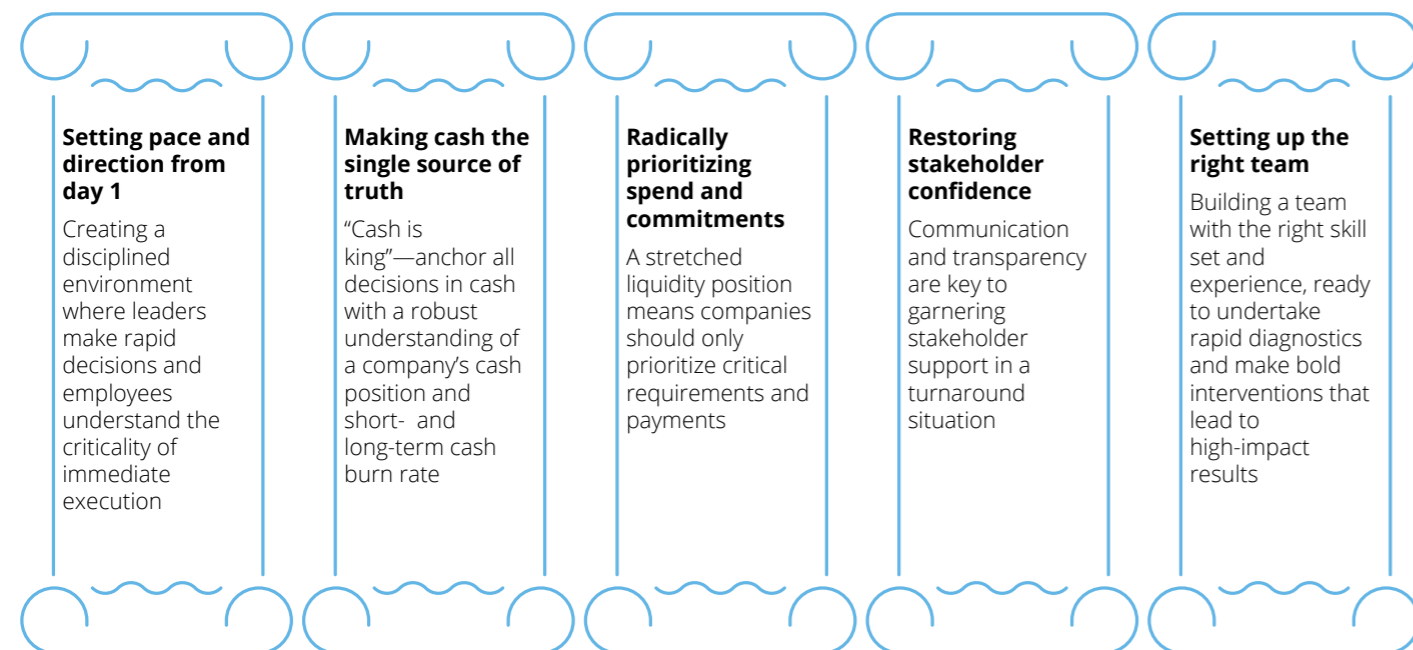 Setting pace and
direction from
day 1
Creating a
disciplined
environment
where leaders
make rapid
decisions and
employees
understand the
criticality of
immediate
execution
Making cash the
single source of
truth
“Cash is
king”—anchor all
decisions in cash
with a robust
understanding of
a company’s cash
position and
short- and
long-term cash
burn rate
Radically
prioritizing
spend and
commitments
A stretched
liquidity position
means companies
should only
prioritize critical
requirements and
payments
Restoring
stakeholder
confidence
Communication
and transparency
are key to
garnering
stakeholder
support in a
turnaround
situation
Setting up the
right team
Building a team
with the right skill
set and
experience, ready
to undertake
rapid diagnostics
and make bold
interventions that
lead to
high-impact
results